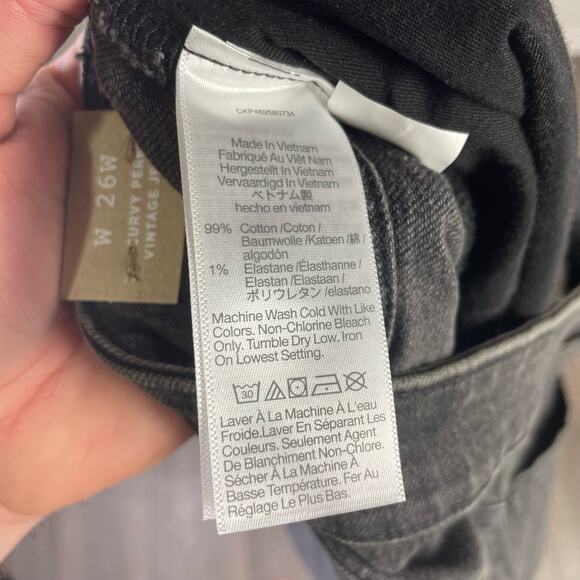 W 26W
CURVY PER
VINTAGE JE
CKP462580734
Made In Vietnam
Fabriqué Au Viêt Nam
Hergestellt In Vietnam
Vervaardigd In Vietnam
ベトナム製
hecho en vietnam
99% Cotton /Coton /
Baumwolle /Katoen /綿 /
algodón
1% Elastane /Élasthanne /
Elastan /Elastaan /
ポリウレタン /elastano
Machine Wash Cold With Like
Colors. Non-Chlorine Bleach
Only. Tumble Dry Low. Iron
On Lowest Setting.
30
Laver À La Machine À L'eau
Froide.Laver En Séparant Les
Couleurs. Seulement Agent
De Blanchiment Non-Chlore.
Sécher À La Machine À
Basse Température. Fer Au
Réglage Le Plus Bas.